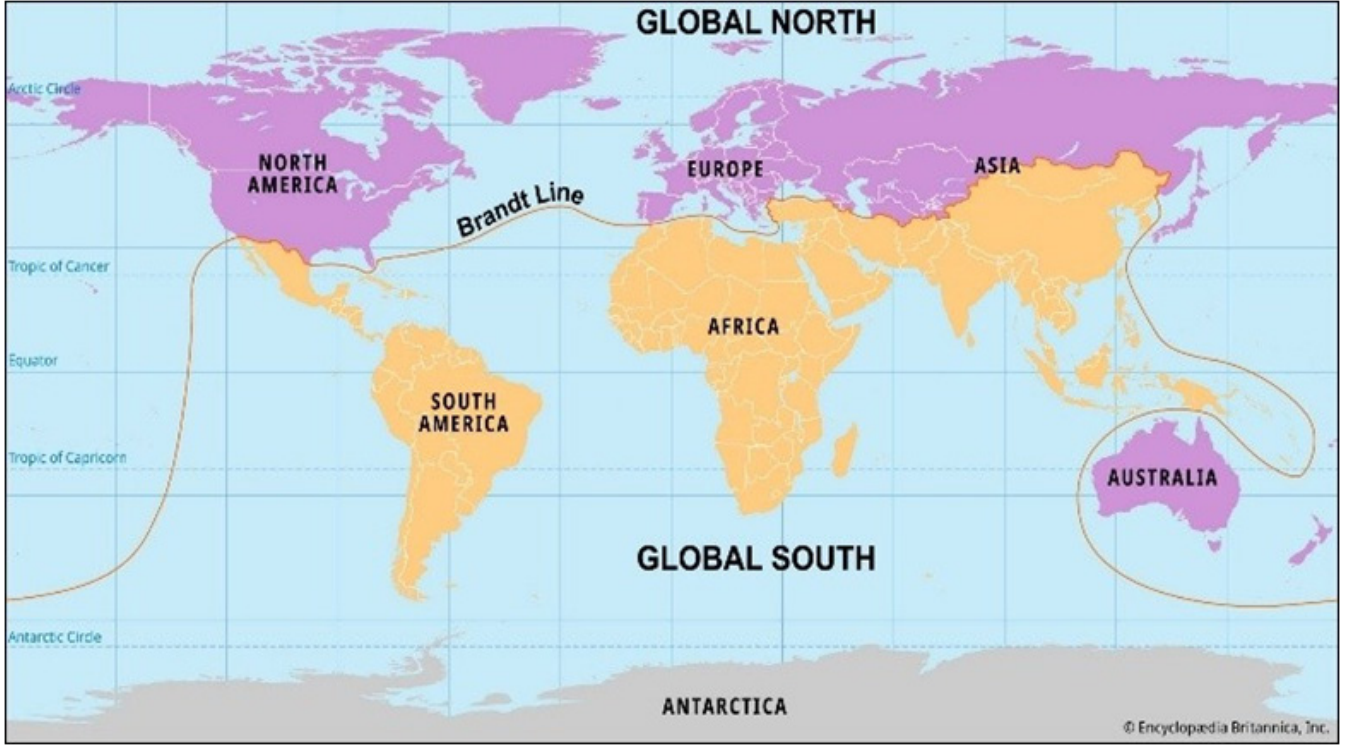 GLOBAL NORTH
Arctic Circle
NORTH
AMERICA
EUROPE
ASIA
Brandt Line
Tropic of Cancer
AFRICA
Equator
SOUTH
AMERICA
Tropic of Capricorn
AUSTRALIA
GLOBAL SOUTH
Antarctic Circle
ANTARCTICA
© Encyclopædia Britannica, Inc.